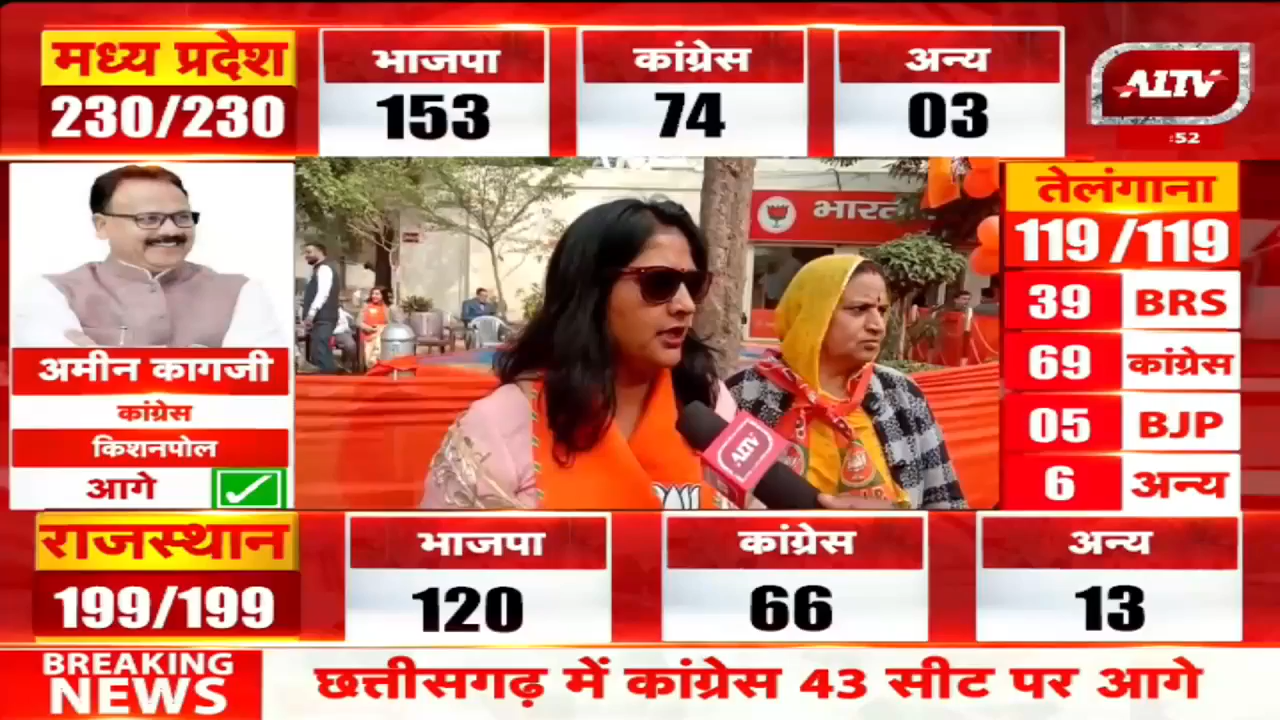 मध्य प्रदेश
230/230
भाजपा
153
कांग्रेस
74
अन्य
03
ALTV
:52
अमीन कागजी
कांग्रेस
किशनपोल
आगे
भारती
ALTV
तेलंगाना
119/119
39 BRS
69 कांग्रेस
05 BJP
6 अन्य
राजस्थान
199/199
भाजपा
120
कांग्रेस
66
अन्य
13
BREAKING
NEWS
छत्तीसगढ़ में कांग्रेस 43 सीट पर आगे